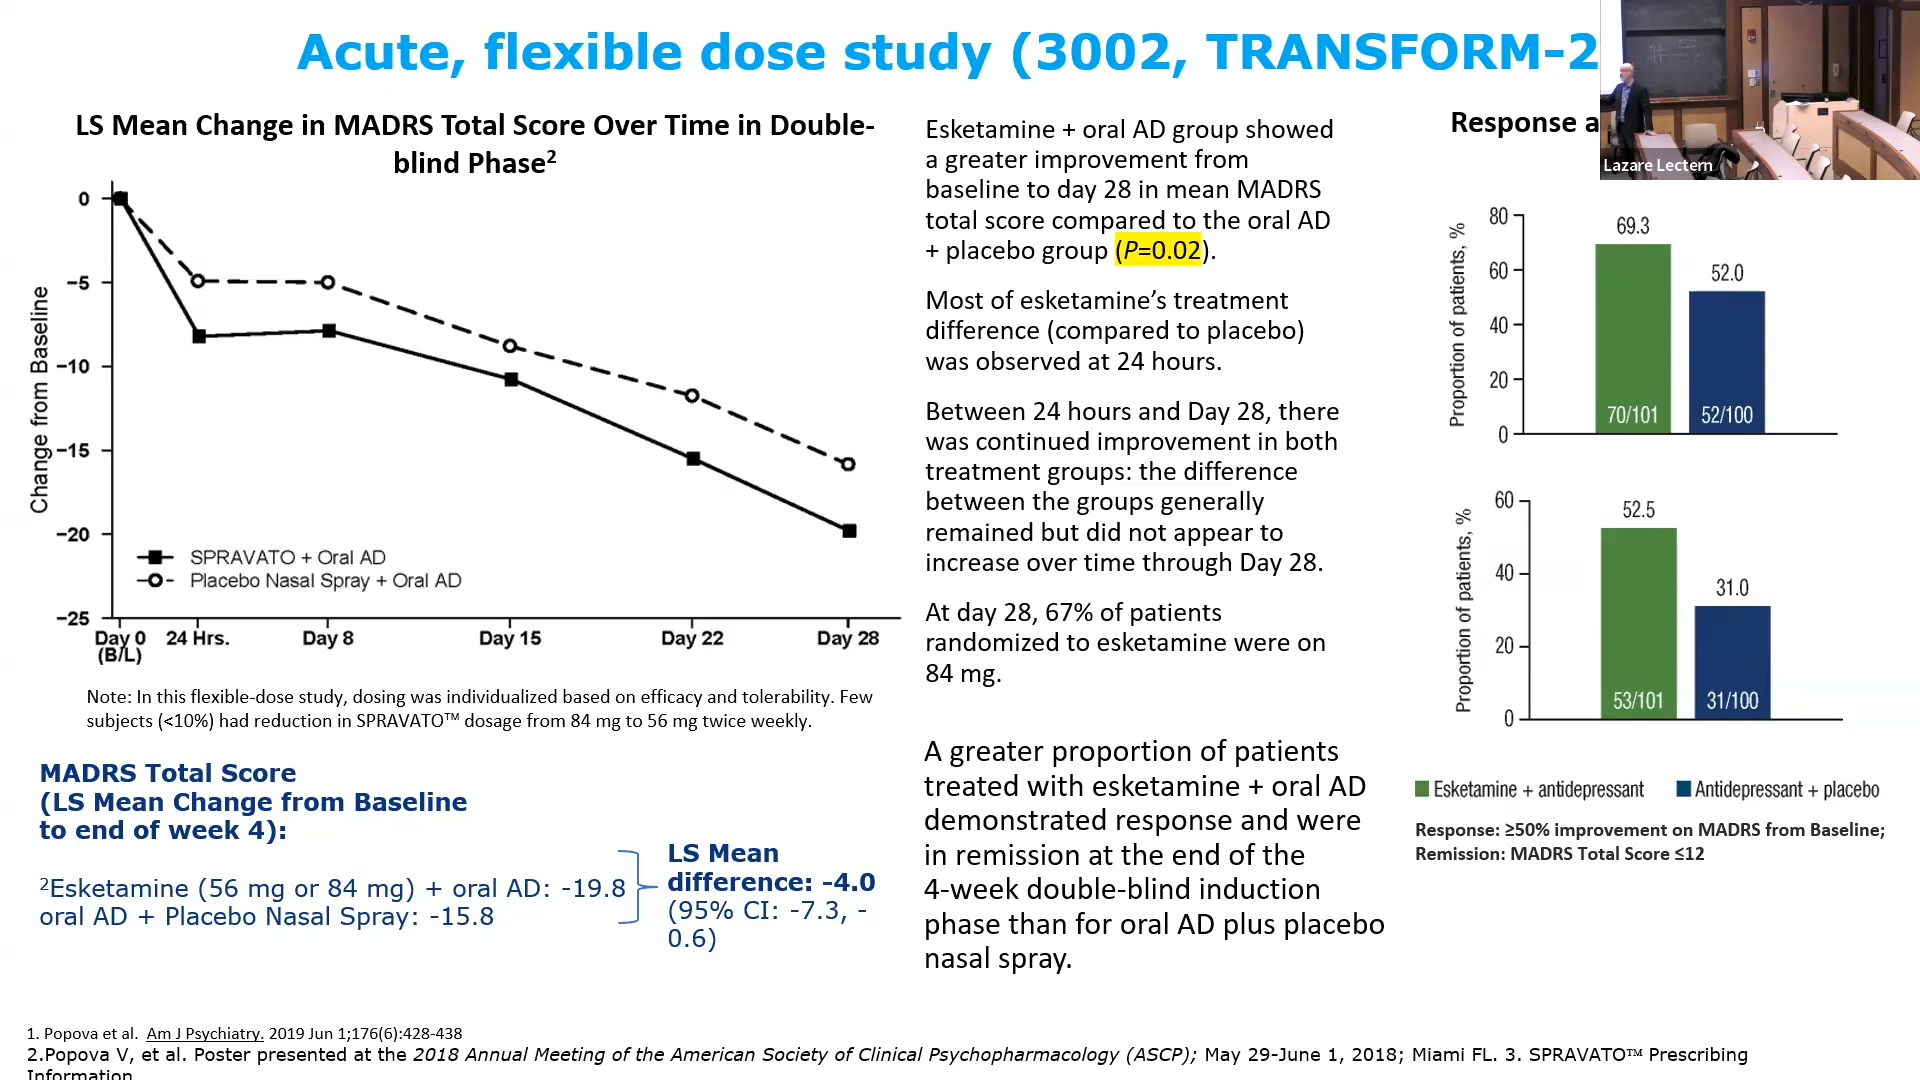 Acute, flexible dose study (3002, TRANSFORM-2
LS Mean Change in MADRS Total Score Over Time in Double-
blind Phase2
Change from Baseline
0
−5
−10
−15
−20
−25
SPRAVATO + Oral AD
Placebo Nasal Spray + Oral AD
Day 0 24 Hrs. Day 8 Day 15 Day 22 Day 28
(B/L)
Note: In this flexible-dose study, dosing was individualized based on efficacy and tolerability. Few
subjects (<10%) had reduction in SPRAVATO™ dosage from 84 mg to 56 mg twice weekly.
MADRS Total Score
(LS Mean Change from Baseline
to end of week 4):
2Esketamine (56 mg or 84 mg) + oral AD: -19.8
oral AD + Placebo Nasal Spray: -15.8
LS Mean
difference: -4.0
(95% CI: -7.3, -
0.6)
Esketamine + oral AD group showed
a greater improvement from
baseline to day 28 in mean MADRS
total score compared to the oral AD
+ placebo group (P=0.02).
Most of esketamine’s treatment
difference (compared to placebo)
was observed at 24 hours.
Between 24 hours and Day 28, there
was continued improvement in both
treatment groups: the difference
between the groups generally
remained but did not appear to
increase over time through Day 28.
At day 28, 67% of patients
randomized to esketamine were on
84 mg.
A greater proportion of patients
treated with esketamine + oral AD
demonstrated response and were
in remission at the end of the
4-week double-blind induction
phase than for oral AD plus placebo
nasal spray.
Response a
Lazare Lectern
Proportion of patients, %
80
60
40
20
0
69.3
52.0
70/101
52/100
Proportion of patients, %
60
40
20
0
52.5
31.0
53/101
31/100
Esketamine + antidepressant
Antidepressant + placebo
Response: ≥50% improvement on MADRS from Baseline;
Remission: MADRS Total Score ≤12
1. Popova et al. Am J Psychiatry. 2019 Jun 1;176(6):428-438
2.Popova V, et al. Poster presented at the 2018 Annual Meeting of the American Society of Clinical Psychopharmacology (ASCP); May 29-June 1, 2018; Miami FL. 3. SPRAVATO™ Prescribing
Information